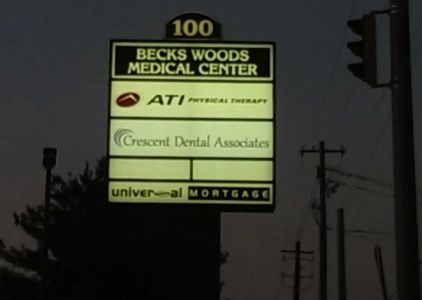 100
BECKS WOODS
MEDICAL CENTER
ATI PHYSICAL THERAPY
Crescent Dental Associates
universal MORTGAGE